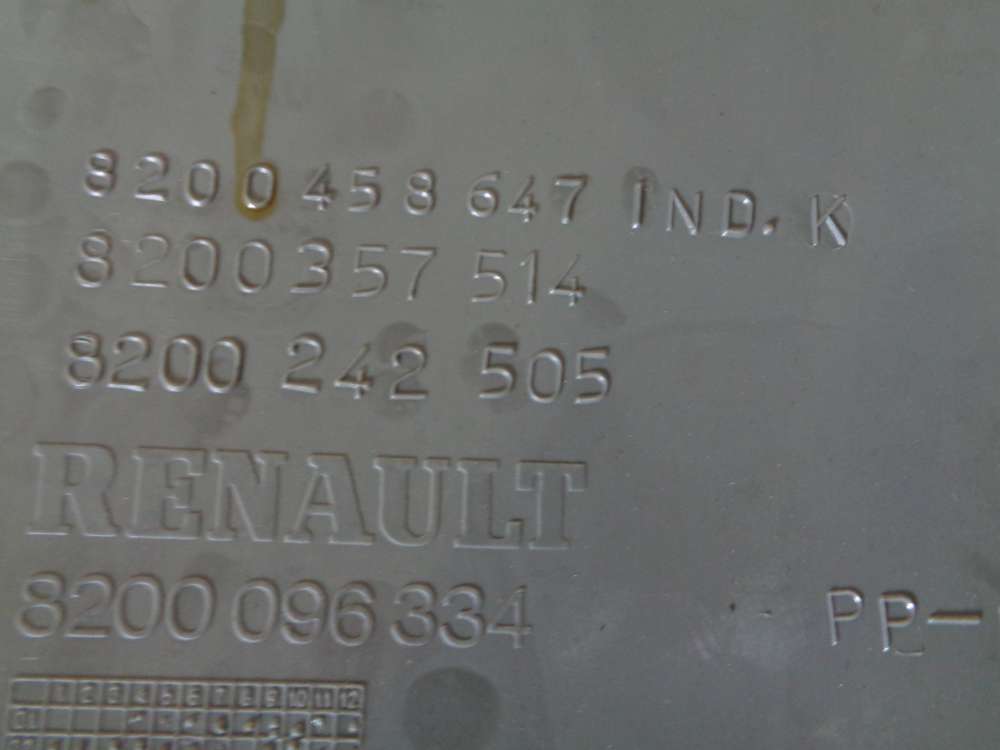 8200 458 647 IND. K
8200 357 514
8200 242 505
RENAULT
8200 096 334
PP-
1 2 3 4 5 6 7 8 9 10 11 12
01